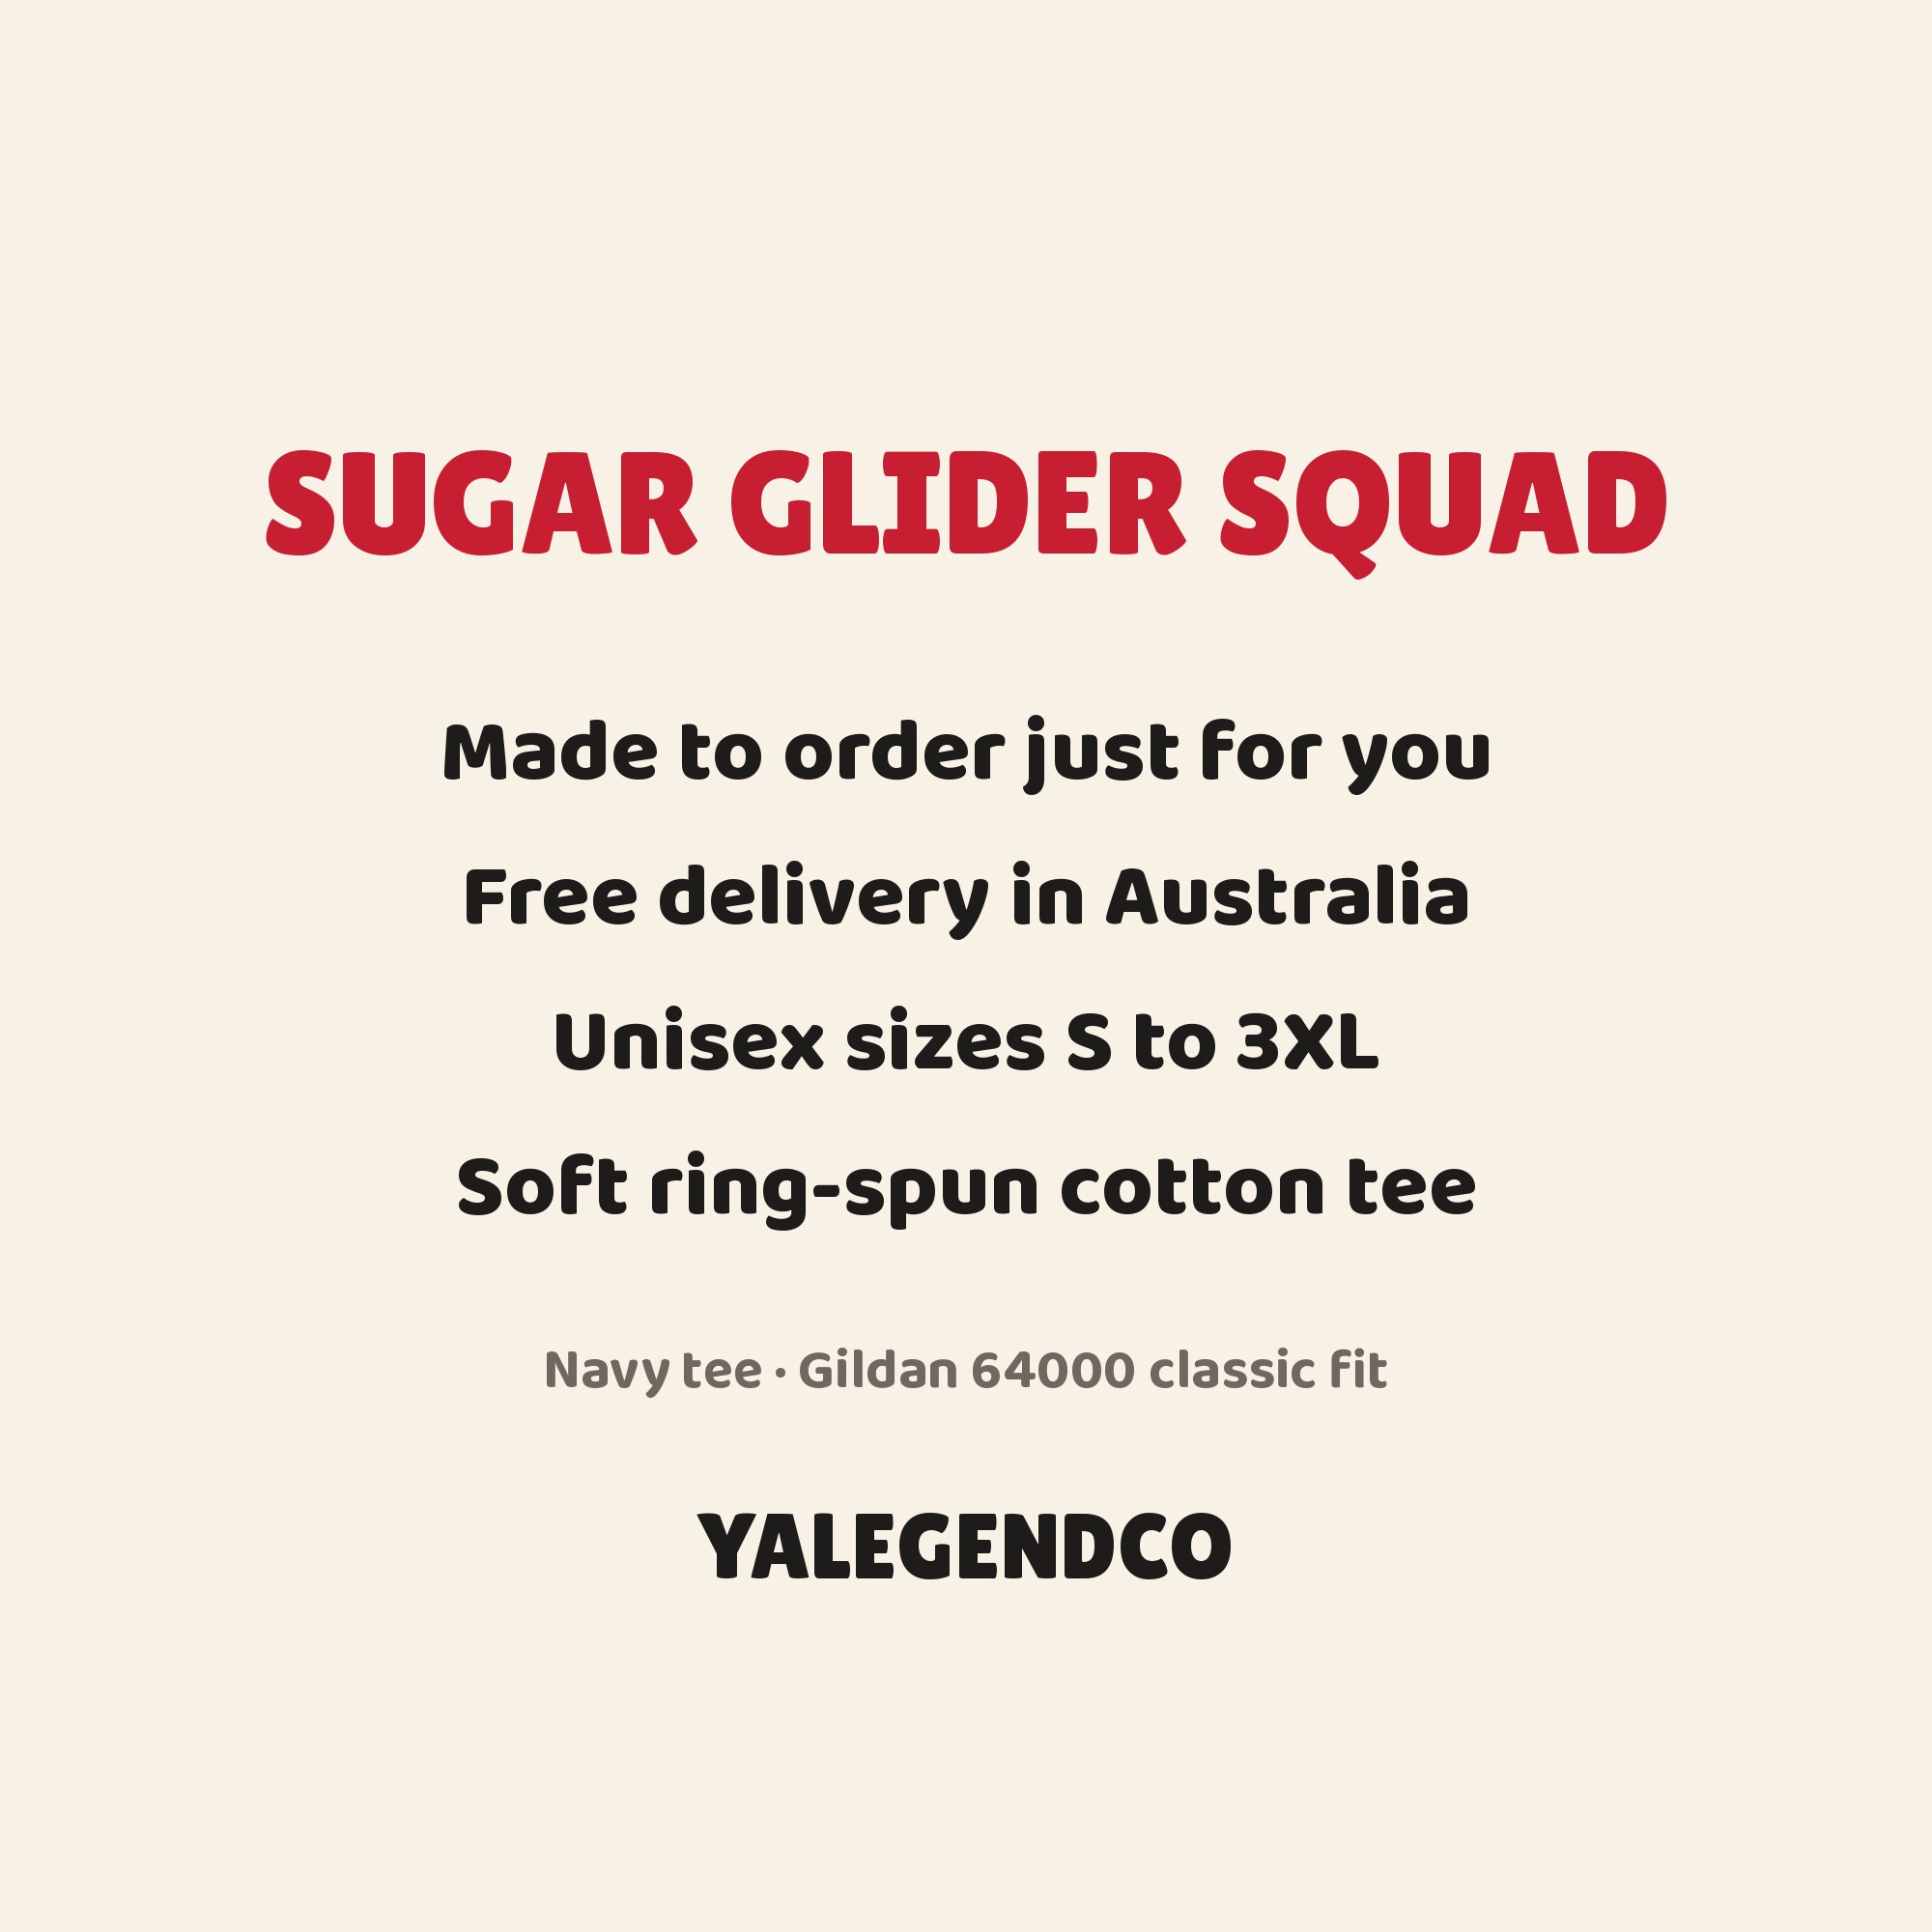 SUGAR GLIDER SQUAD
Made to order just for you
Free delivery in Australia
Unisex sizes S to 3XL
Soft ring-spun cotton tee
Navy tee · Gildan 64000 classic fit
YALEGENDCO